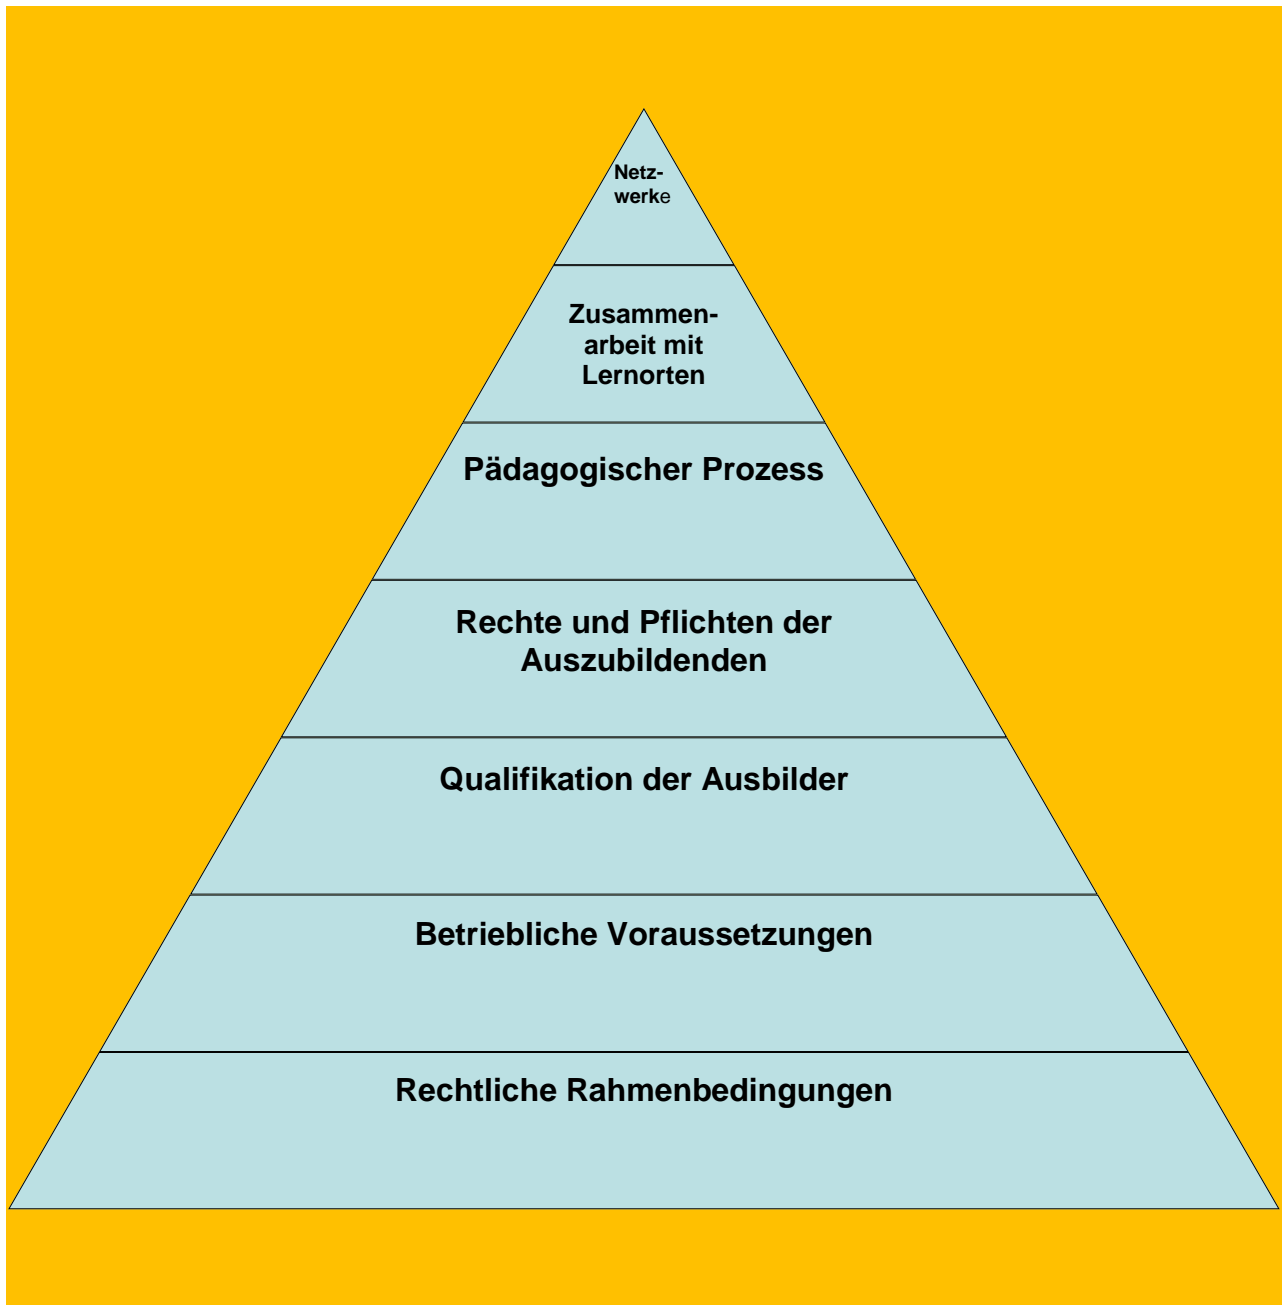 Netz-
werke
Zusammen-
arbeit mit
Lernorten
Pädagogischer Prozess
Rechte und Pflichten der
Auszubildenden
Qualifikation der Ausbilder
Betriebliche Voraussetzungen
Rechtliche Rahmenbedingungen